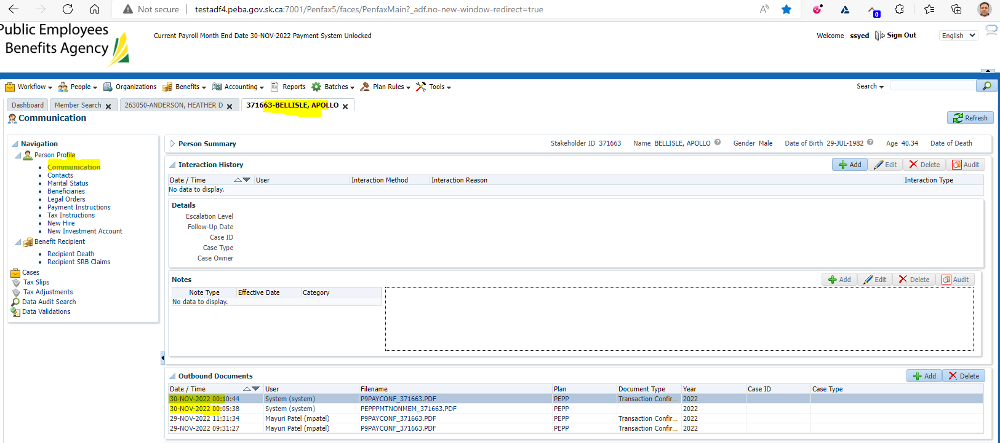 Not secure testadf4.peba.gov.sk.ca:7001/Penfax5/faces/PenfaxMain?_adf.no-new-window-redirect=true
0
Public Employees
Benefits Agency
Current Payroll Month End Date 30-NOV-2022 Payment System Unlocked
Welcome ssyed Sign Out English
Workflow People Organizations Benefits Accounting Reports Batches Plan Rules Tools Search
Dashboard Member Search 263050-ANDERSON, HEATHER D 371663-BELLISLE, APOLLO
Communication
Refresh
Navigation
Person Profile
Communication
Contacts
Marital Status
Beneficiaries
Legal Orders
Payment Instructions
Tax Instructions
New Hire
New Investment Account
Benefit Recipient
Recipient Death
Recipient SRB Claims
Cases
Tax Slips
Tax Adjustments
Data Audit Search
Data Validations
Person Summary Stakeholder ID 371663 Name BELLISLE, APOLLO Gender Male Date of Birth 29-JUL-1982 Age 40.34 Date of Death
Interaction History Add Edit Delete Audit
Date / Time User Interaction Method Interaction Reason Interaction Type
No data to display.
Details
Escalation Level
Follow-Up Date
Case ID
Case Type
Case Owner
Notes Add Edit Delete Audit
Note Type Effective Date Category
No data to display.
Outbound Documents Add Delete
Date / Time User Filename Plan Document Type Year Case ID Case Type
30-NOV-2022 00:10:44 System (system) P9PAYCONF_371663.PDF PEPP Transaction Confir... 2022
30-NOV-2022 00:05:38 System (system) PEPPPMTNONMEM_371663.PDF PEPP 2022
29-NOV-2022 11:31:34 Mayuri Patel (mpatel) P9PAYCONF_371663.PDF PEPP Transaction Confir... 2022
29-NOV-2022 09:31:27 Mayuri Patel (mpatel) P9PAYCONF_371663.PDF PEPP Transaction Confir... 2022